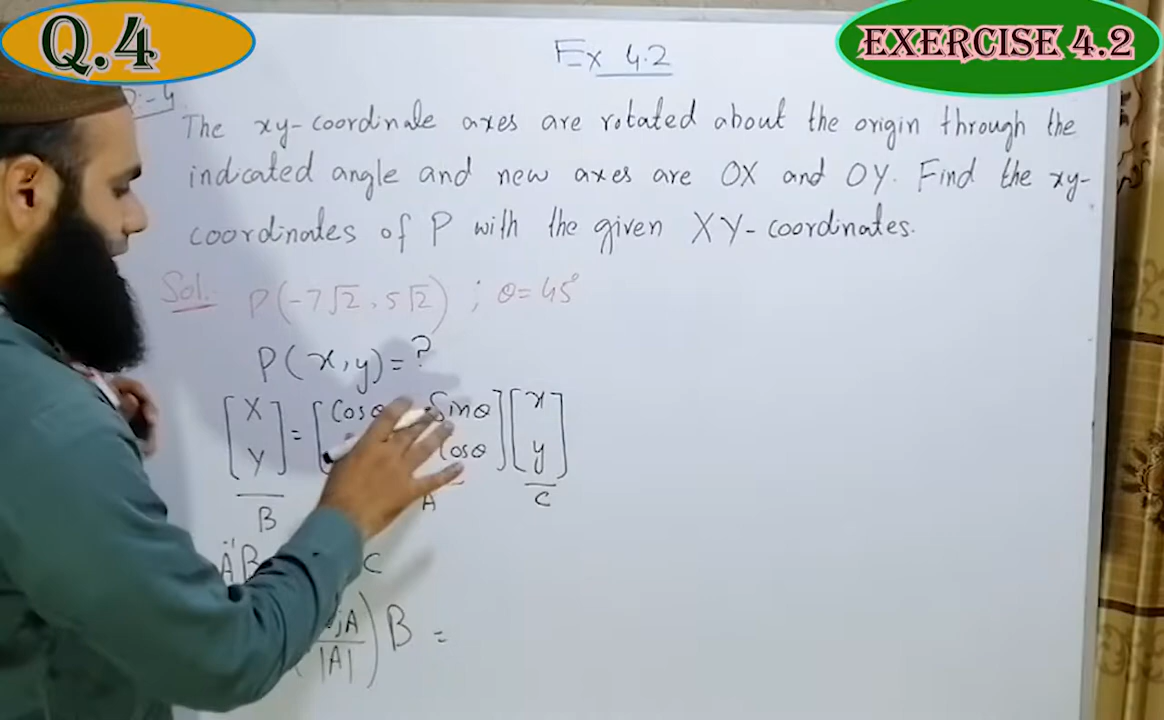 Q.4
EXERCISE 4.2
Ex 4.2
The xy-coordinate axes are rotated about the origin through the
indicated angle and new axes are OX and OY. Find the xy-
coordinates of P with the given XY-coordinates.
Sol. P(-7√2, 5√2) ; θ=45°
P(x,y)=?
[X Y] = [Cosθ Sinθ Cosθ] [x y]
B A C
A⁻¹B C
|A| B =